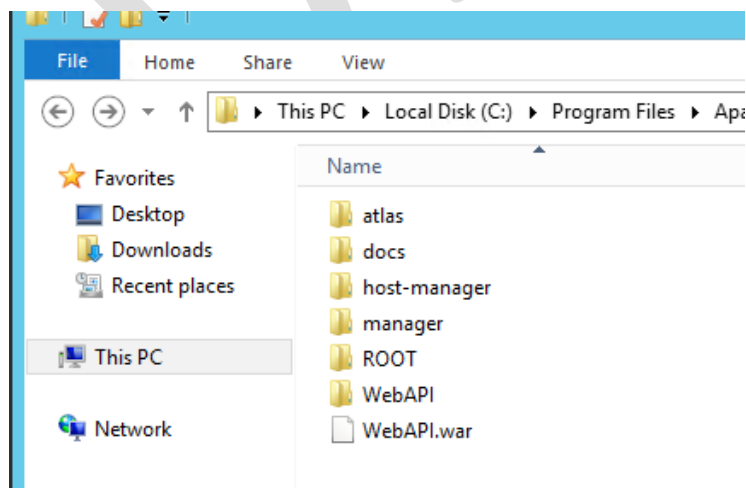 File Home Share View
This PC Local Disk (C:) Program Files
Name
Favorites
Desktop
Downloads
Recent places
This PC
Network
atlas
docs
host-manager
manager
ROOT
WebAPI
WebAPI.war